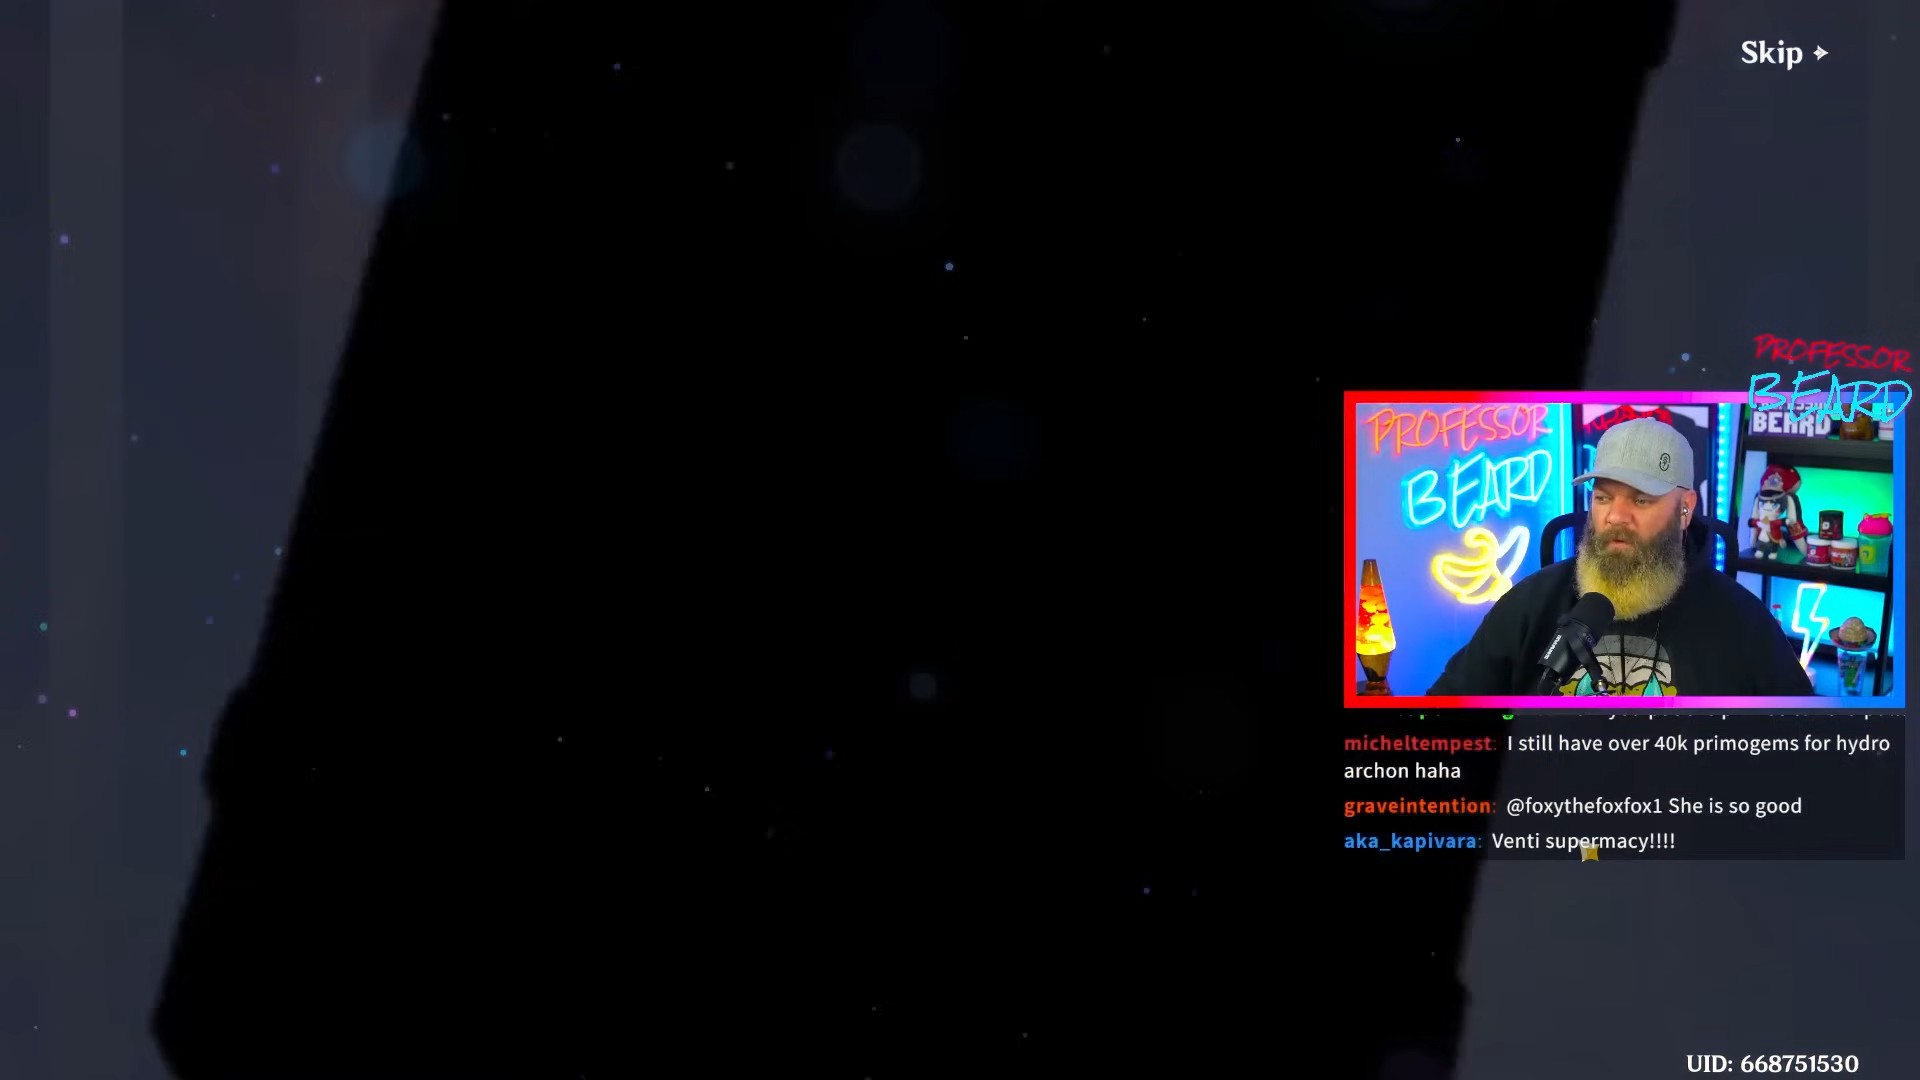 Skip
PROFESSOR
BEARD
PROFESSOR
BEARD
BEARD
micheltempest: I still have over 40k primogems for hydro
archon haha
graveintention: @foxythefoxfox1 She is so good
aka_kapivara: Venti supermacy!!!!
UID: 668751530